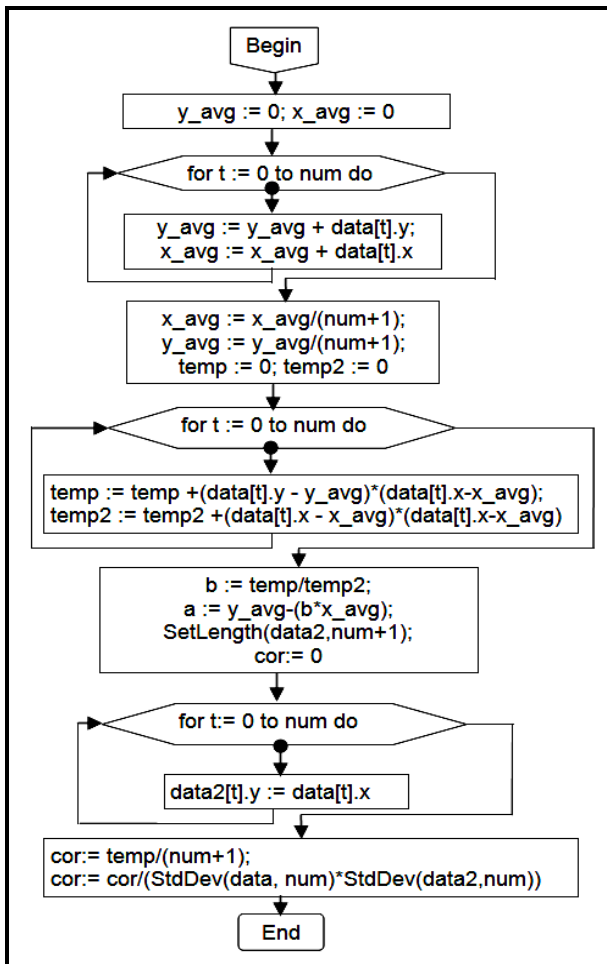 Begin
y_avg := 0; x_avg := 0
for t := 0 to num do
y_avg := y_avg + data[t].y;
x_avg := x_avg + data[t].x
x_avg := x_avg/(num+1);
y_avg := y_avg/(num+1);
temp := 0; temp2 := 0
for t := 0 to num do
temp := temp +(data[t].y - y_avg)*(data[t].x-x_avg);
temp2 := temp2 +(data[t].x - x_avg)*(data[t].x-x_avg)
b := temp/temp2;
a := y_avg-(b*x_avg);
SetLength(data2,num+1);
cor:= 0
for t:= 0 to num do
data2[t].y := data[t].x
cor:= temp/(num+1);
cor:= cor/(StdDev(data, num)*StdDev(data2,num))
End